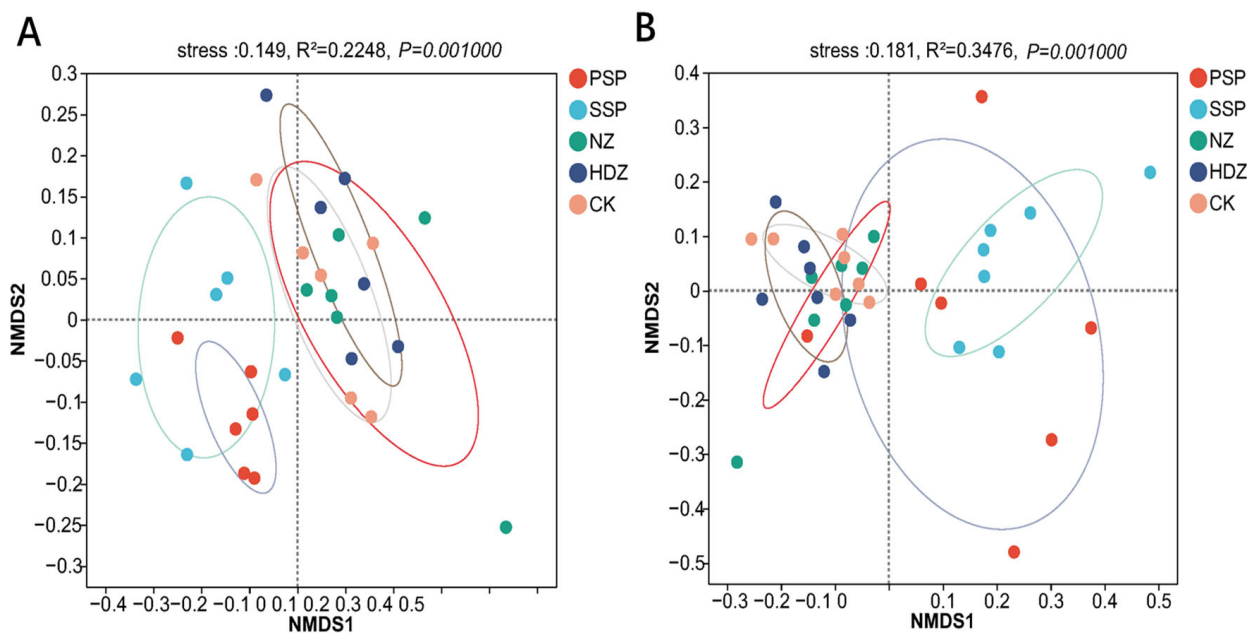 A
stress :0.149, R²=0.2248, P=0.001000
NMDS2
0.3
0.25
0.2
0.15
0.1
0.05
0
−0.05
−0.1
−0.15
−0.2
−0.25
−0.3
−0.4 −0.3 −0.2 −0.1 0 0.1 0.2 0.3 0.4 0.5
NMDS1
PSP
SSP
NZ
HDZ
CK
B
stress :0.181, R²=0.3476, P=0.001000
NMDS2
0.4
0.3
0.2
0.1
0
−0.1
−0.2
−0.3
−0.4
−0.5
−0.3 −0.2 −0.1 0 0.1 0.2 0.3 0.4 0.5
NMDS1
PSP
SSP
NZ
HDZ
CK